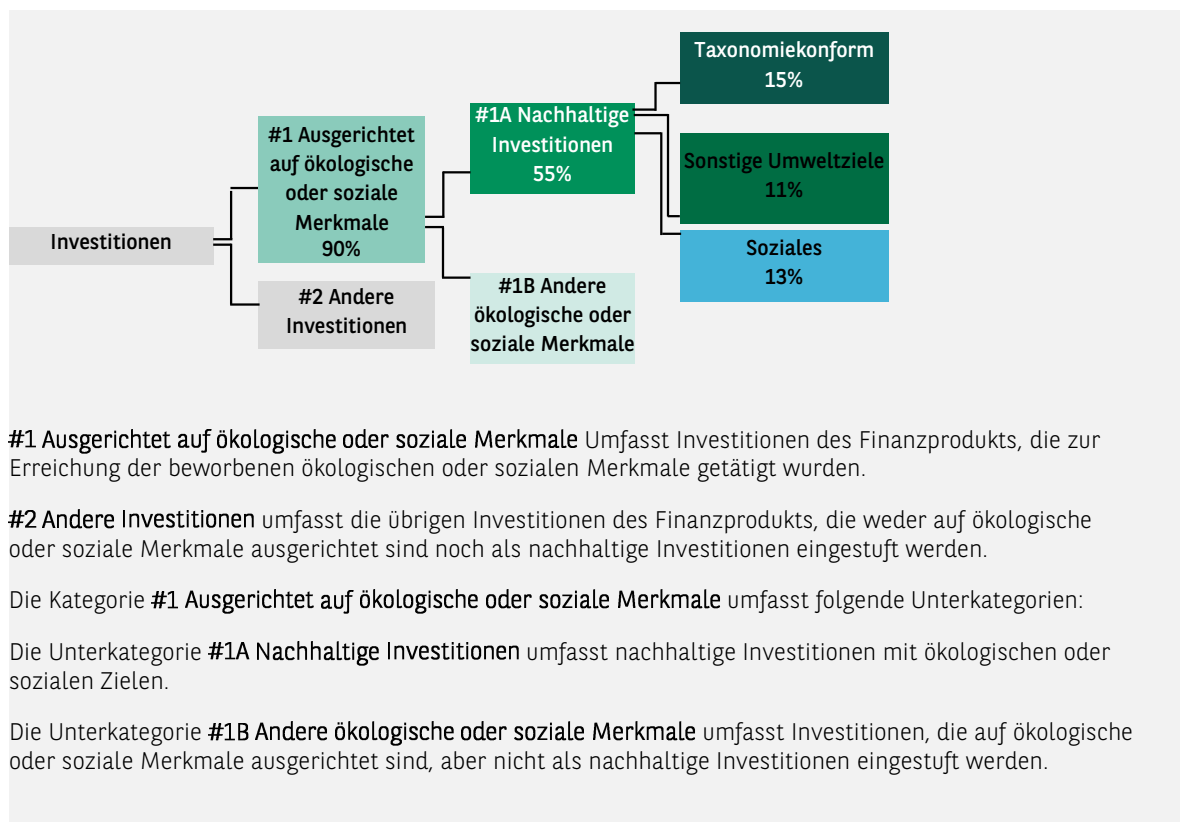 Investitionen
#1 Ausgerichtet
auf ökologische
oder soziale
Merkmale
90%
#2 Andere
Investitionen
#1A Nachhaltige
Investitionen
55%
#1B Andere
ökologische oder
soziale Merkmale
Taxonomiekonform
15%
Sonstige Umweltziele
11%
Soziales
13%
#1 Ausgerichtet auf ökologische oder soziale Merkmale Umfasst Investitionen des Finanzprodukts, die zur
Erreichung der beworbenen ökologischen oder sozialen Merkmale getätigt wurden.
#2 Andere Investitionen umfasst die übrigen Investitionen des Finanzprodukts, die weder auf ökologische
oder soziale Merkmale ausgerichtet sind noch als nachhaltige Investitionen eingestuft werden.
Die Kategorie #1 Ausgerichtet auf ökologische oder soziale Merkmale umfasst folgende Unterkategorien:
Die Unterkategorie #1A Nachhaltige Investitionen umfasst nachhaltige Investitionen mit ökologischen oder
sozialen Zielen.
Die Unterkategorie #1B Andere ökologische oder soziale Merkmale umfasst Investitionen, die auf ökologische
oder soziale Merkmale ausgerichtet sind, aber nicht als nachhaltige Investitionen eingestuft werden.